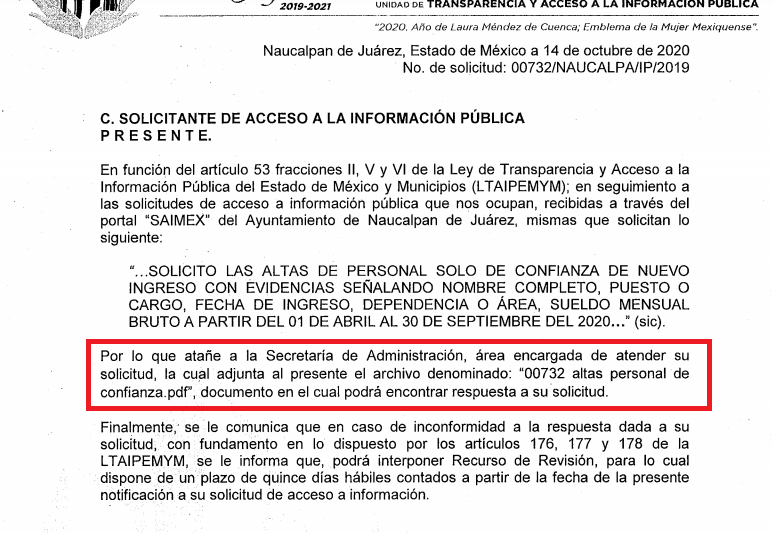 2019-2021
UNIDAD DE TRANSPARENCIA Y ACCESO A LA INFORMACIÓN PÚBLICA
"2020. Año de Laura Méndez de Cuenca; Emblema de la Mujer Mexiquense".
Naucalpan de Juárez, Estado de México a 14 de octubre de 2020
No. de solicitud: 00732/NAUCALPA/IP/2019
C. SOLICITANTE DE ACCESO A LA INFORMACIÓN PÚBLICA
P R E S E N T E.
En función del artículo 53 fracciones II, V y VI de la Ley de Transparencia y Acceso a la
Información Pública del Estado de México y Municipios (LTAIPEMYM); en seguimiento a
las solicitudes de acceso a información pública que nos ocupan, recibidas a través del
portal "SAIMEX" del Ayuntamiento de Naucalpan de Juárez, mismas que solicitan lo
siguiente:
"...SOLICITO LAS ALTAS DE PERSONAL SOLO DE CONFIANZA DE NUEVO
INGRESO CON EVIDENCIAS SEÑALANDO NOMBRE COMPLETO, PUESTO O
CARGO, FECHA DE INGRESO, DEPENDENCIA O ÁREA, SUELDO MENSUAL
BRUTO A PARTIR DEL 01 DE ABRIL AL 30 DE SEPTIEMBRE DEL 2020..." (sic).
Por lo que atañe a la Secretaría de Administración, área encargada de atender su
solicitud, la cual adjunta al presente el archivo denominado: "00732 altas personal de
confianza.pdf", documento en el cual podrá encontrar respuesta a su solicitud.
Finalmente, se le comunica que en caso de inconformidad a la respuesta dada a su
solicitud, con fundamento en lo dispuesto por los artículos 176, 177 y 178 de la
LTAIPEMYM, se le informa que, podrá interponer Recurso de Revisión, para lo cual
dispone de un plazo de quince días hábiles contados a partir de la fecha de la presente
notificación a su solicitud de acceso a información.